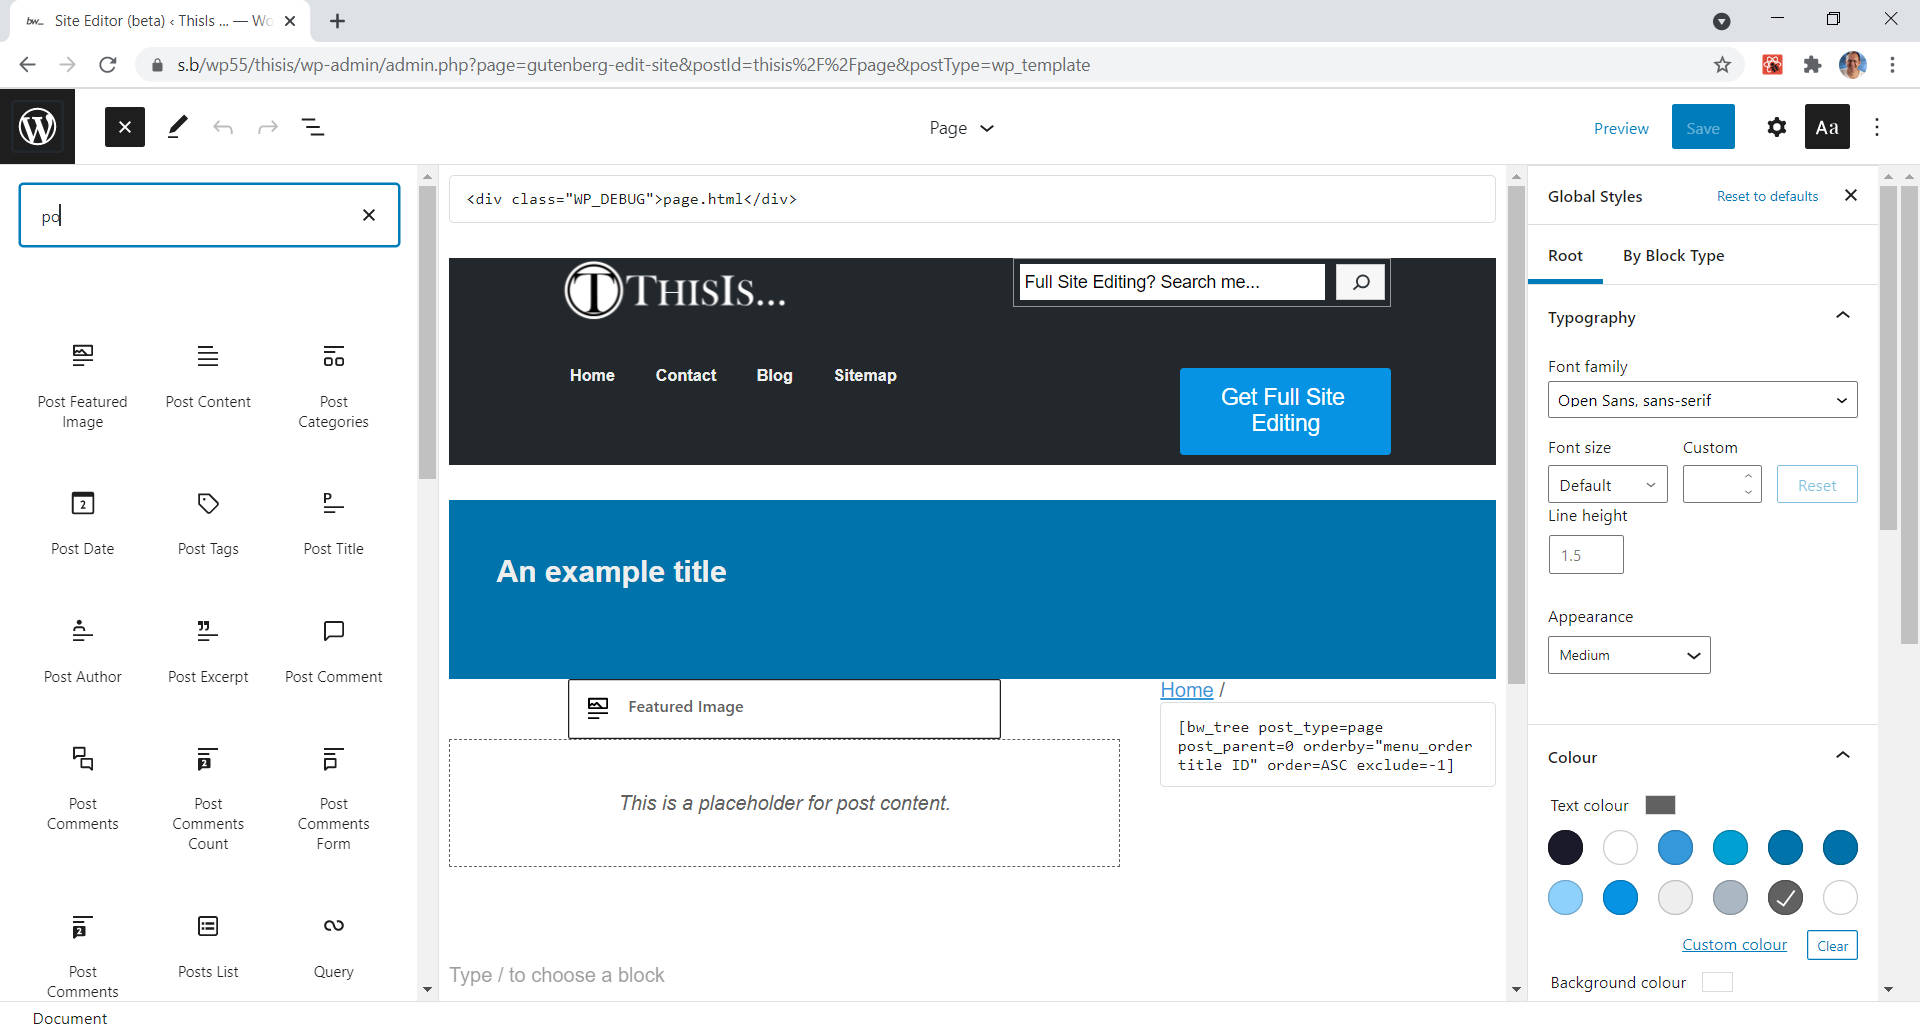 bw_ Site Editor (beta) ‹ ThisIs ... — Wo
s.b/wp55/thisis/wp-admin/admin.php?page=gutenberg-edit-site&postId=thisis%2F%2Fpage&postType=wp_template
Page
Preview
Save
Aa
po
Post Featured
Image
Post Content
Post
Categories
2
Post Date
Post Tags
P
Post Title
Post Author
Post Excerpt
Post Comment
Post
Comments
2
Post
Comments
Count
Post
Comments
Form
2
Post
Comments
Posts List
Query
Document
<div class="WP_DEBUG">page.html</div>
T THISIS...
Full Site Editing? Search me...
Home
Contact
Blog
Sitemap
Get Full Site
Editing
An example title
Featured Image
This is a placeholder for post content.
Home /
[bw_tree post_type=page
post_parent=0 orderby="menu_order
title ID" order=ASC exclude=-1]
Type / to choose a block
Global Styles
Reset to defaults
Root
By Block Type
Typography
Font family
Open Sans, sans-serif
Font size
Custom
Default
Reset
Line height
1.5
Appearance
Medium
Colour
Text colour
Custom colour
Clear
Background colour